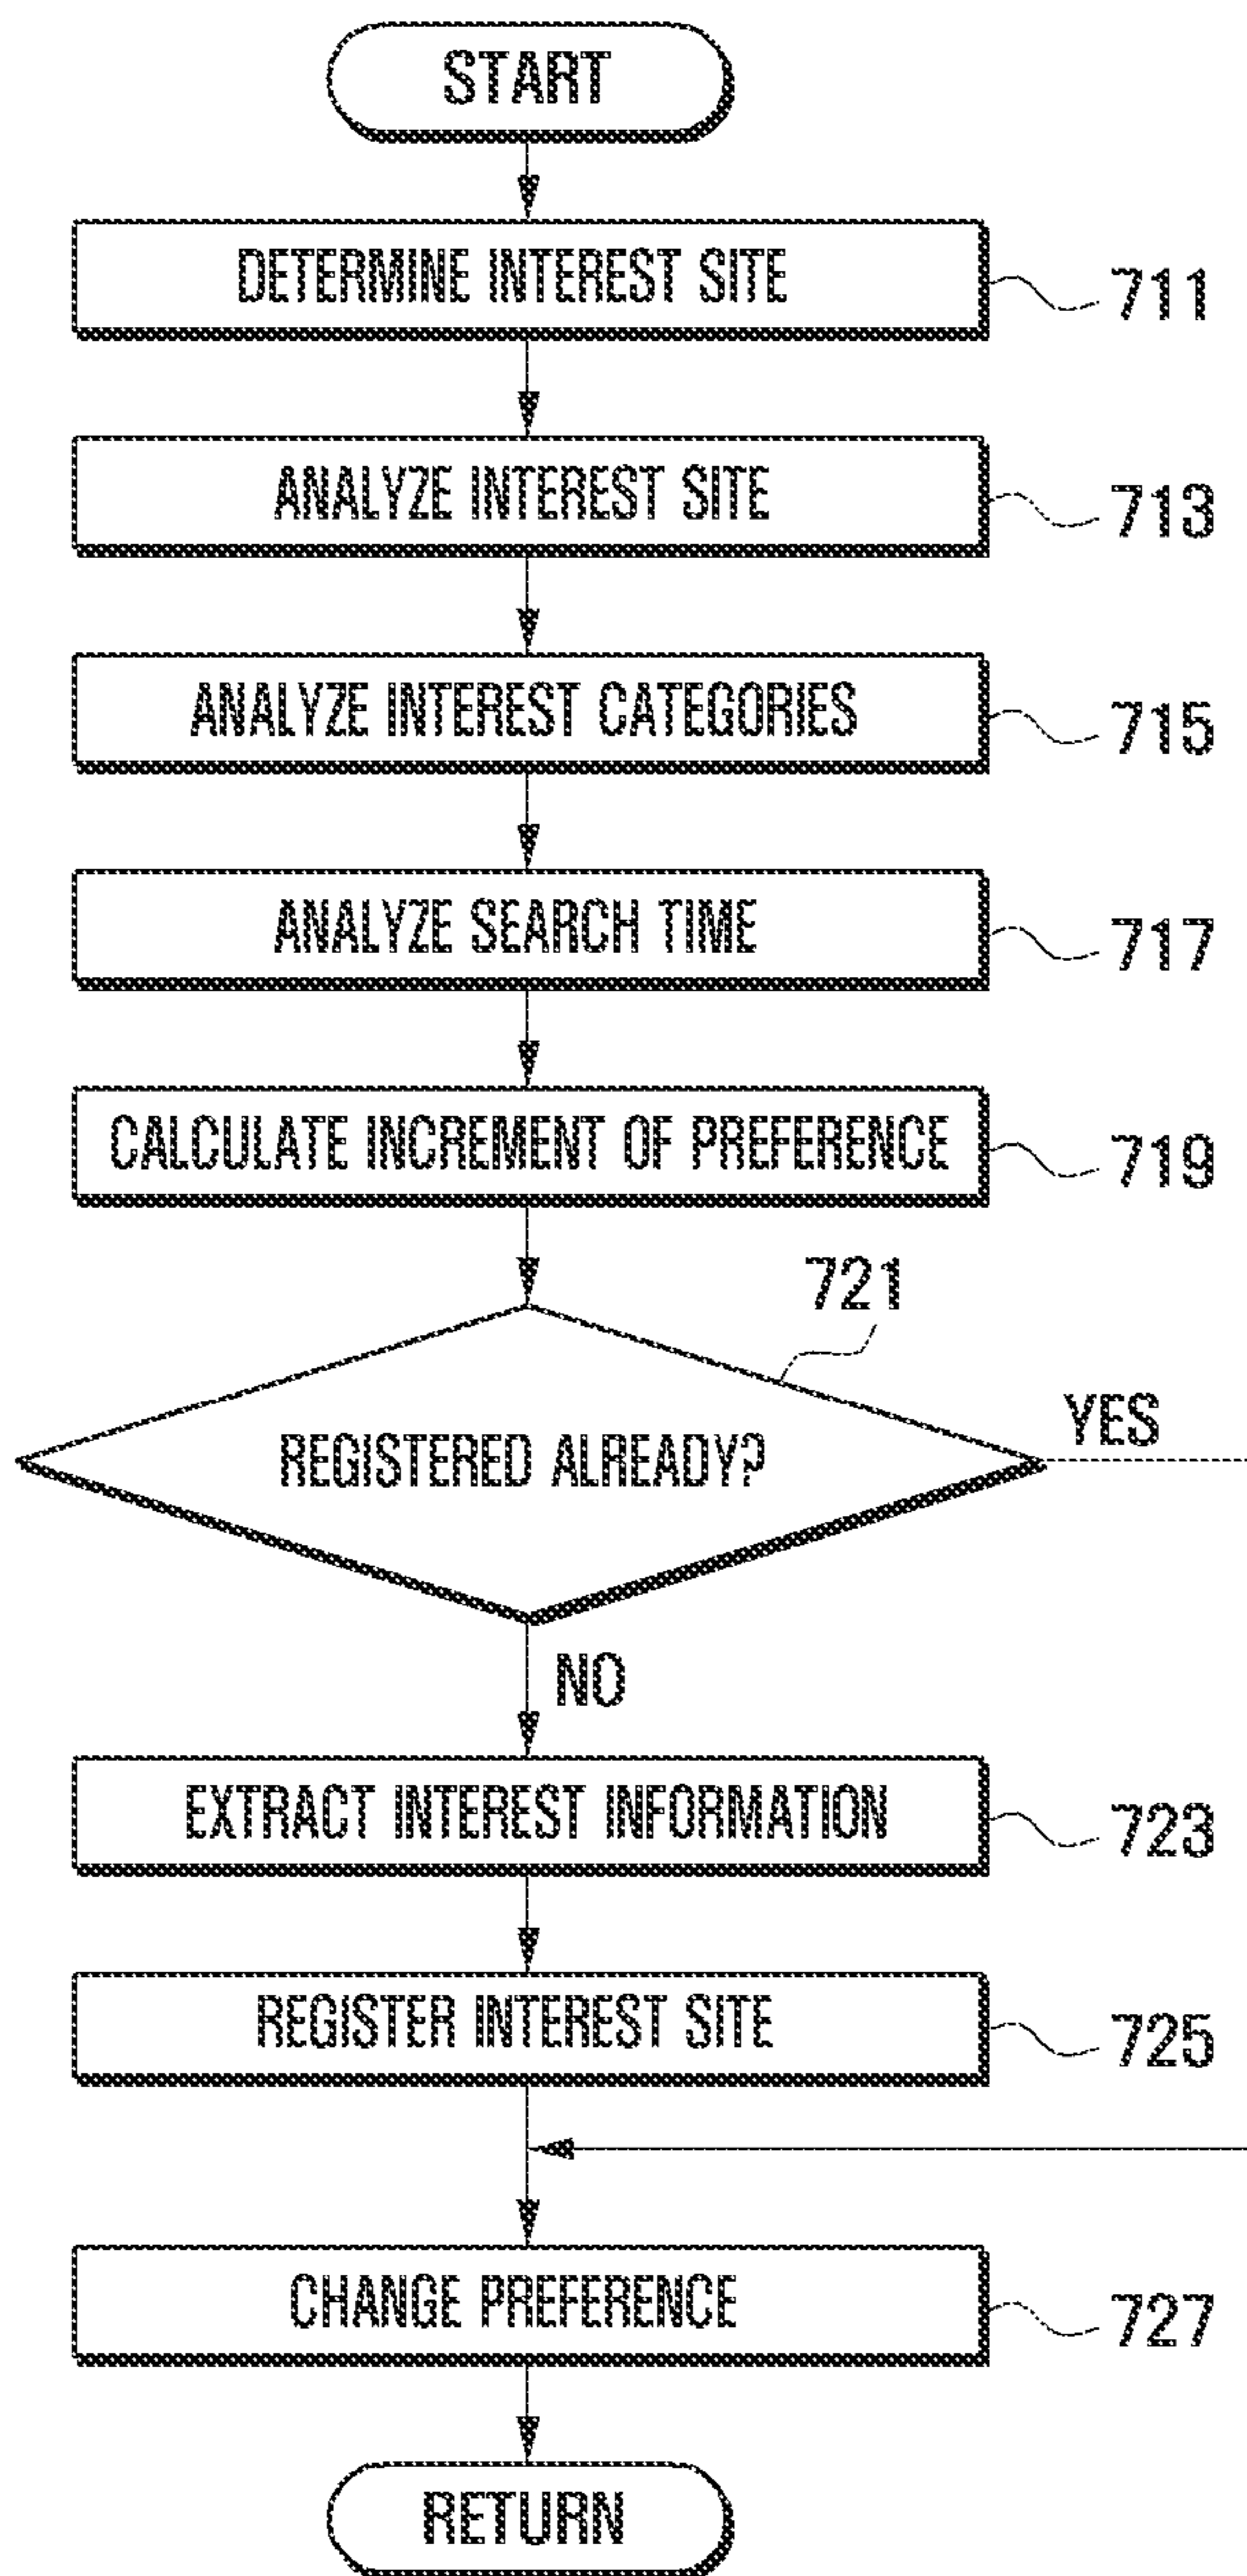 START
DETERMINE INTEREST SITE
711
ANALYZE INTEREST SITE
713
ANALYZE INTEREST CATEGORIES
715
ANALYZE SEARCH TIME
717
CALCULATE INCREMENT OF PREFERENCE
719
721
REGISTERED ALREADY?
YES
NO
EXTRACT INTEREST INFORMATION
723
REGISTER INTEREST SITE
725
CHANGE PREFERENCE
727
RETURN